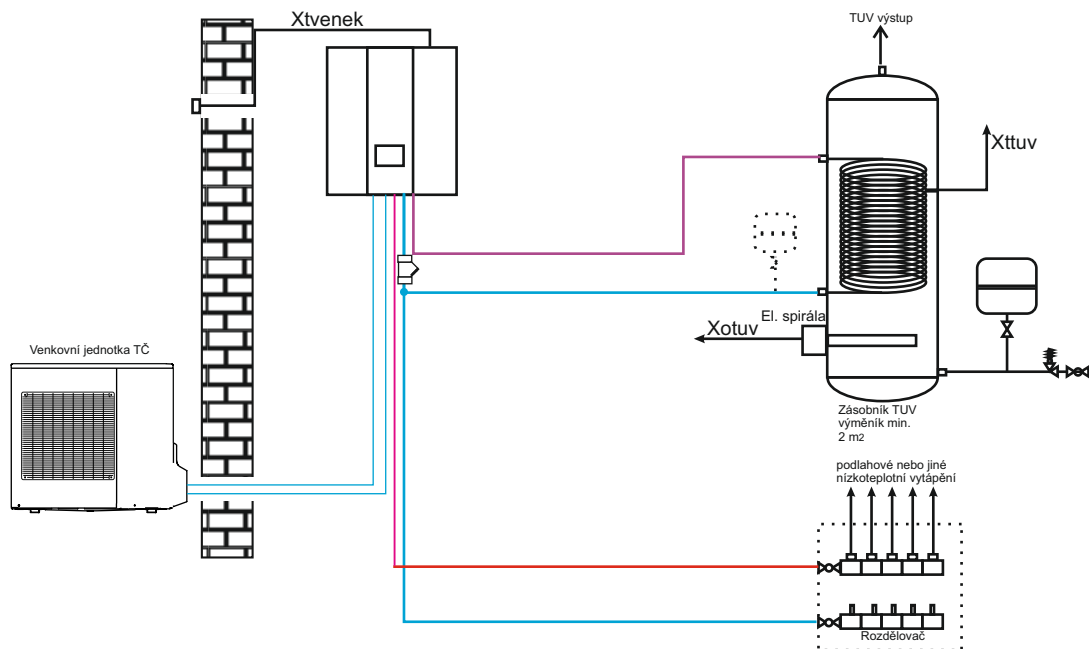 Xtvenek
TUV výstup
Xttuv
El. spirála
Xotuv
Venkovní jednotka TČ
Zásobník TUV
výměník min.
2 m2
podlahové nebo jiné
nízkoteplotní vytápění
Rozdělovač